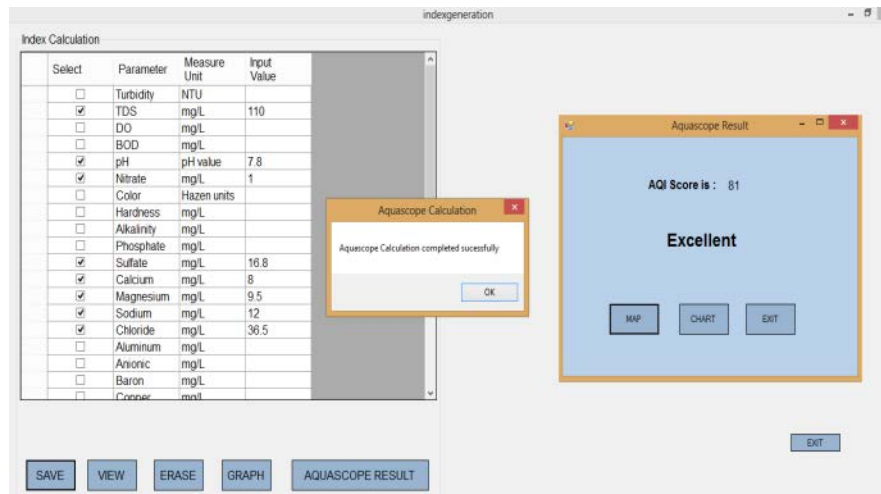 indexgeneration
Index Calculation
Select Parameter Measure Unit Input Value
Turbidity NTU
TDS mg/L 110
DO mg/L
BOD mg/L
pH pH value 7.8
Nitrate mg/L 1
Color Hazen units
Hardness mg/L
Alkalinity mg/L
Phosphate mg/L
Sulfate mg/L 16.8
Calcium mg/L 8
Magnesium mg/L 9.5
Sodium mg/L 12
Chloride mg/L 36.5
Aluminum mg/L
Anionic mg/L
Baron mg/L
Copper mg/L
SAVE VIEW ERASE GRAPH AQUASCOPE RESULT
Aquascope Calculation
Aquascope Calculation completed sucessfully
OK
Aquascope Result
AQI Score is : 81
Excellent
MAP CHART EXIT
EXIT